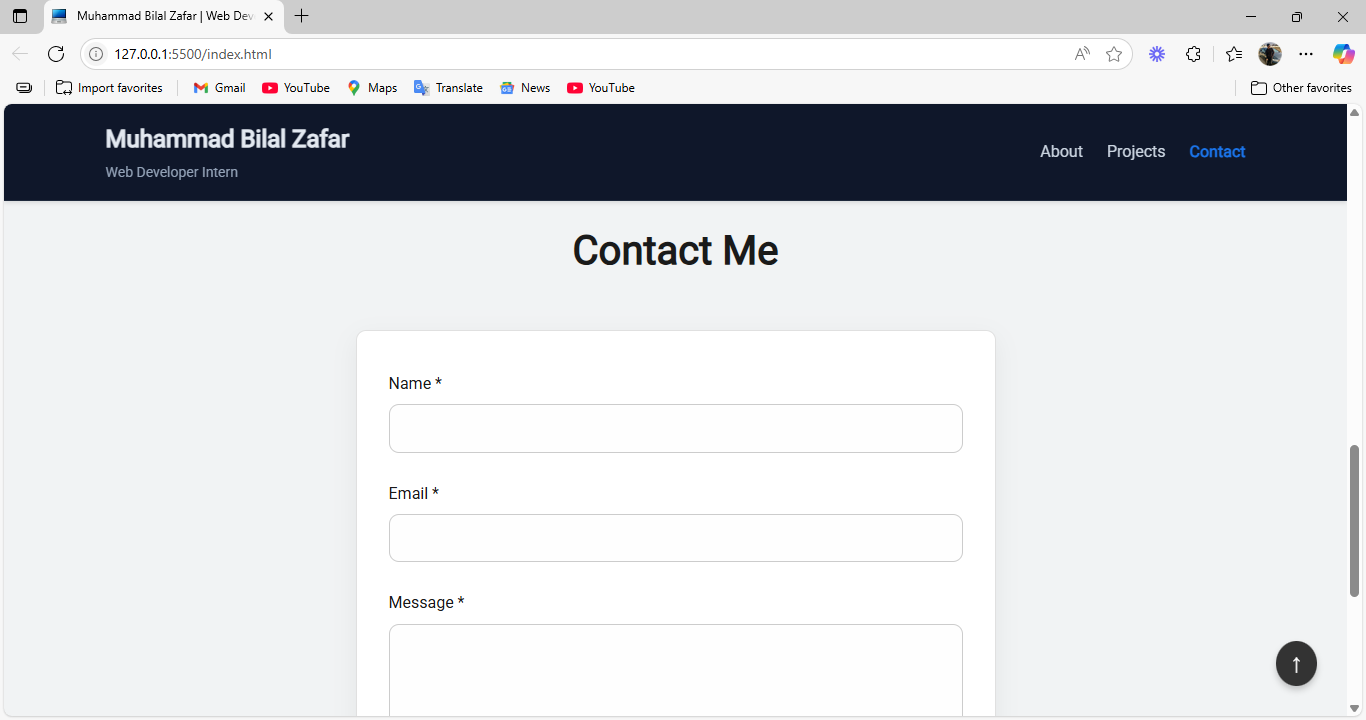 Muhammad Bilal Zafar | Web Dev
127.0.0.1:5500/index.html
Import favorites
Gmail
YouTube
Maps
Translate
News
YouTube
Other favorites
Muhammad Bilal Zafar
Web Developer Intern
About
Projects
Contact
Contact Me
Name *
Email *
Message *
↑